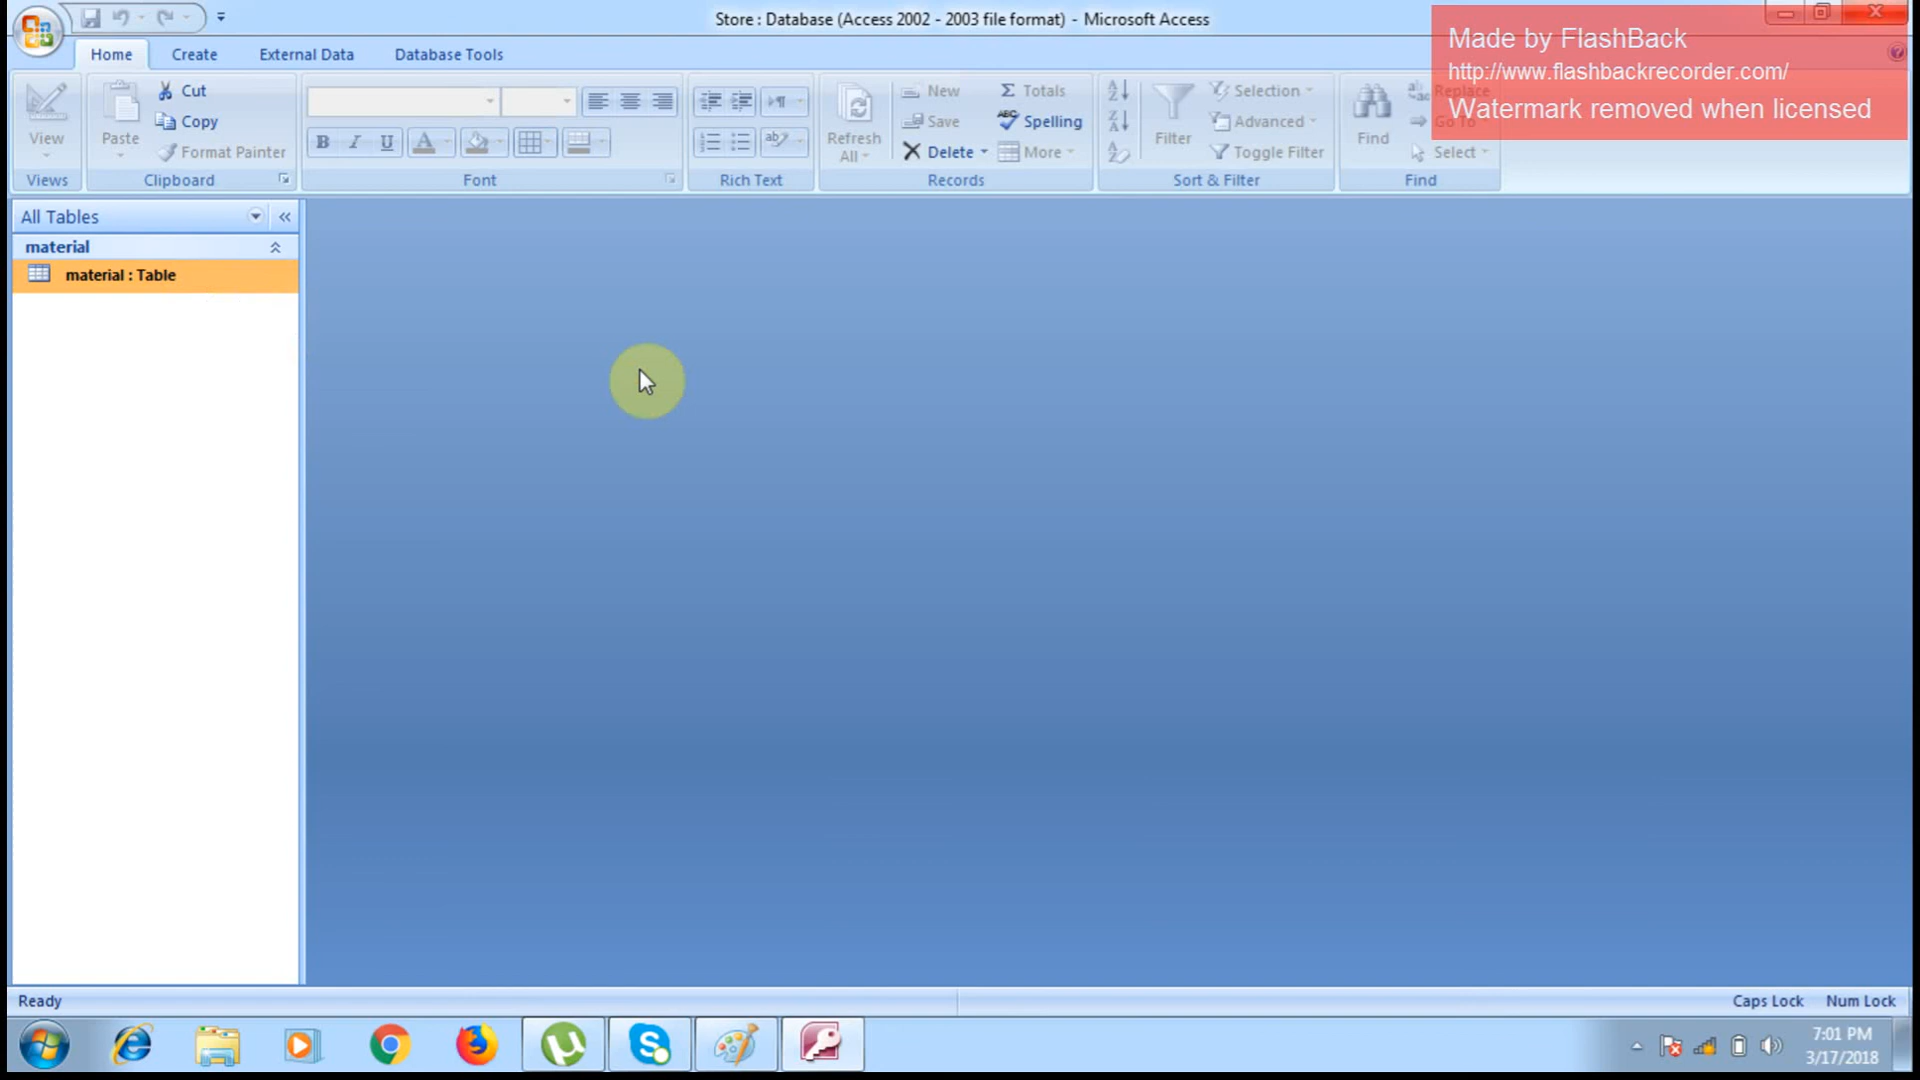 Store : Database (Access 2002 - 2003 file format) - Microsoft Access
Made by FlashBack
http://www.flashbackrecorder.com/
Watermark removed when licensed
Home
Create
External Data
Database Tools
View
Views
Paste
Cut
Copy
Format Painter
Clipboard
B I U A
Font
Rich Text
Refresh
All
New
Save
Delete
Totals
Spelling
More
Records
Filter
Selection
Advanced
Toggle Filter
Sort & Filter
Find
Replace
Go To
Select
Find
All Tables
material
material : Table
Ready
Caps Lock
Num Lock
7:01 PM
3/17/2018